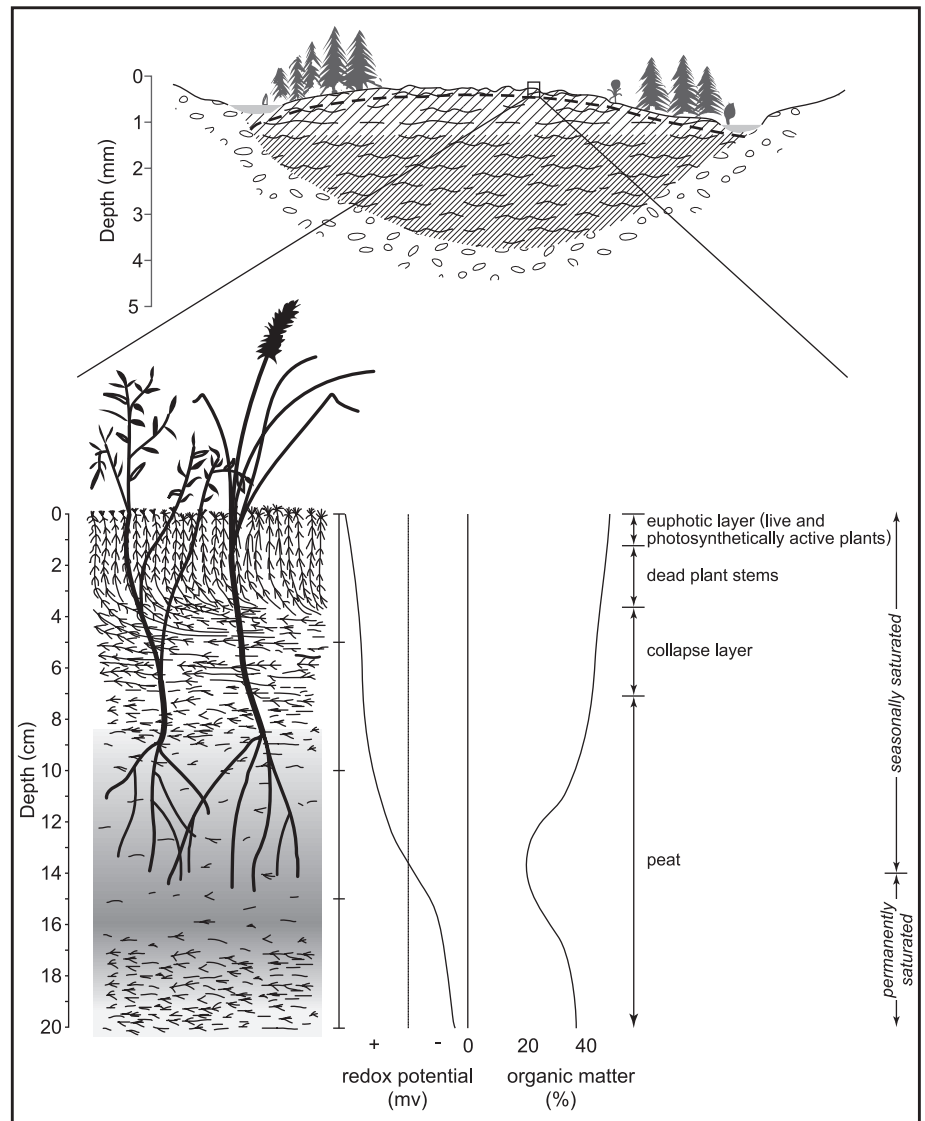 0
1
2
3
4
5
Depth (mm)
0
2
4
6
8
10
12
14
16
18
20
Depth (cm)
euphotic layer (live and
photosynthetically active plants)
dead plant stems
collapse layer
peat
seasonally saturated
permanently
saturated
+ - 0 20 40
redox potential
(mv)
organic matter
(%)